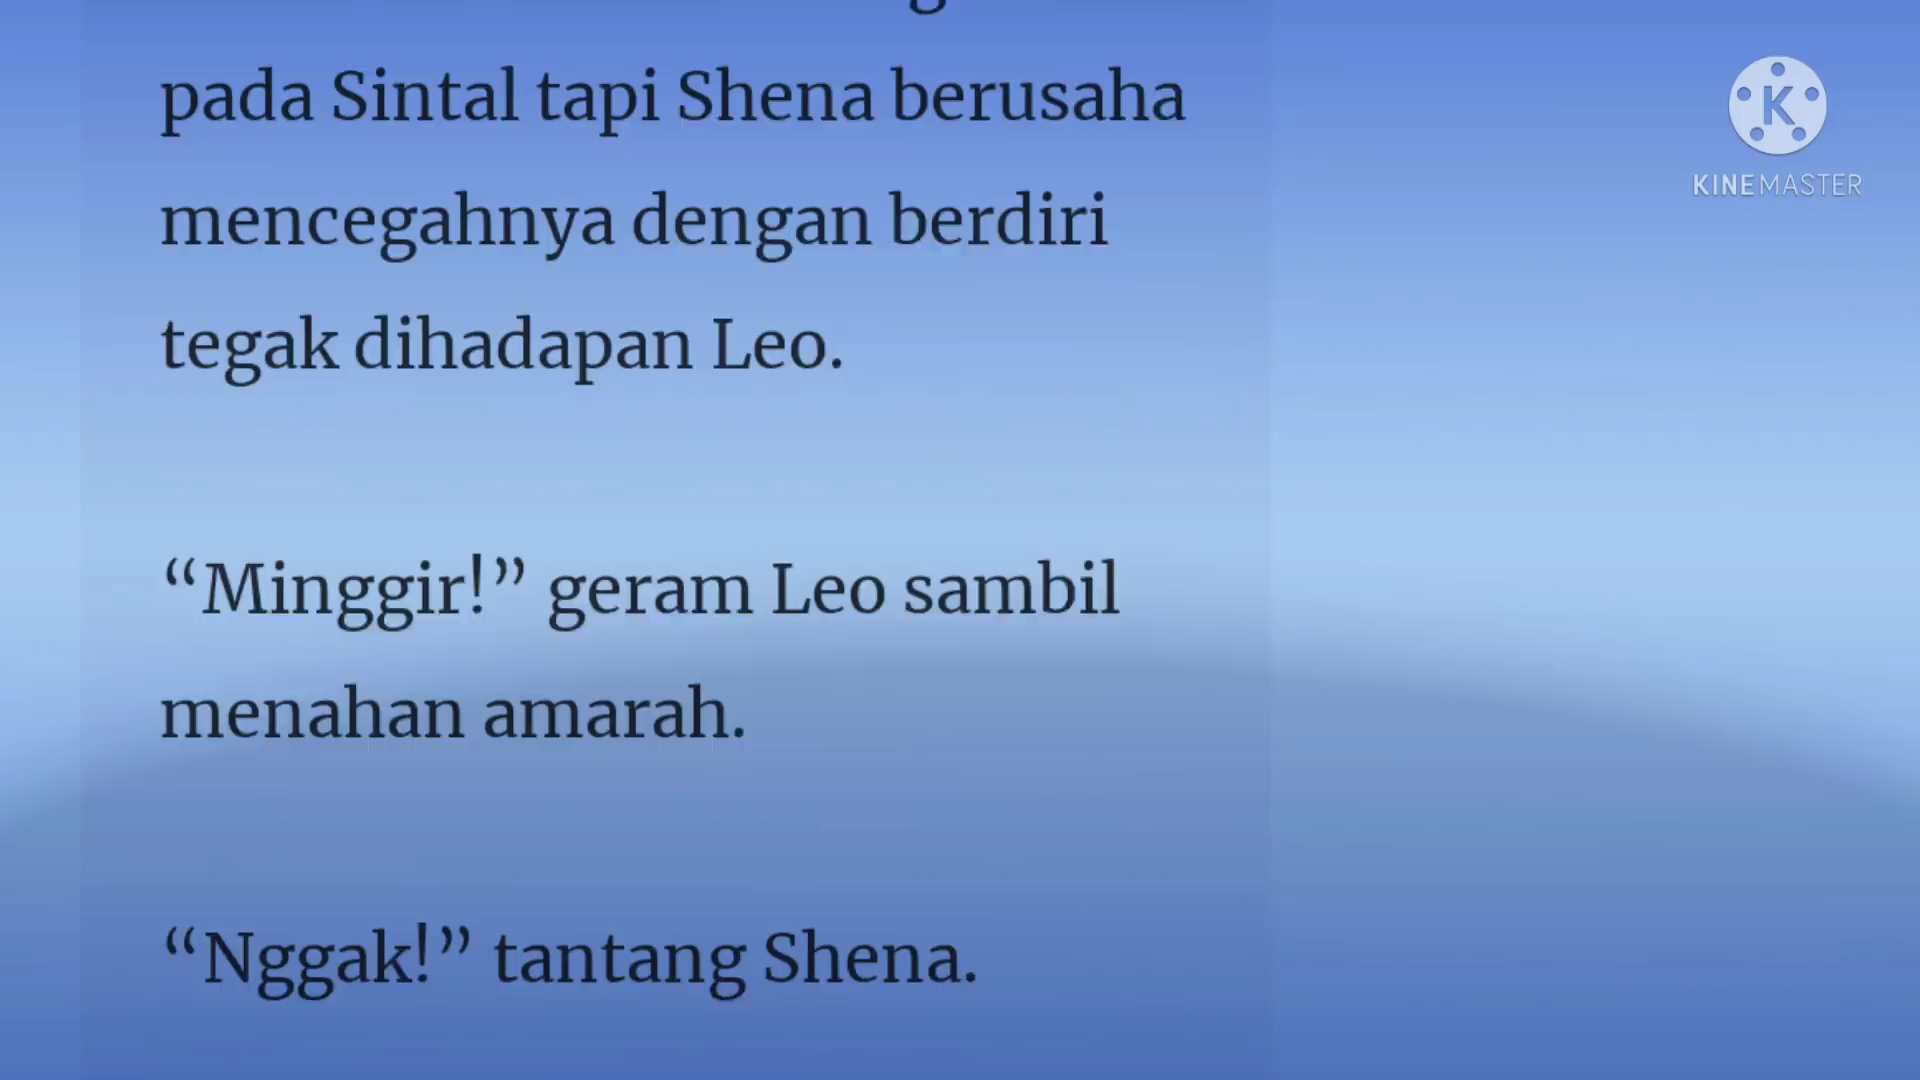 pada Sintal tapi Shena berusaha
mencegahnya dengan berdiri
tegak dihadapan Leo.
“Minggir!” geram Leo sambil
menahan amarah.
“Nggak!” tantang Shena.
K
KINEMASTER